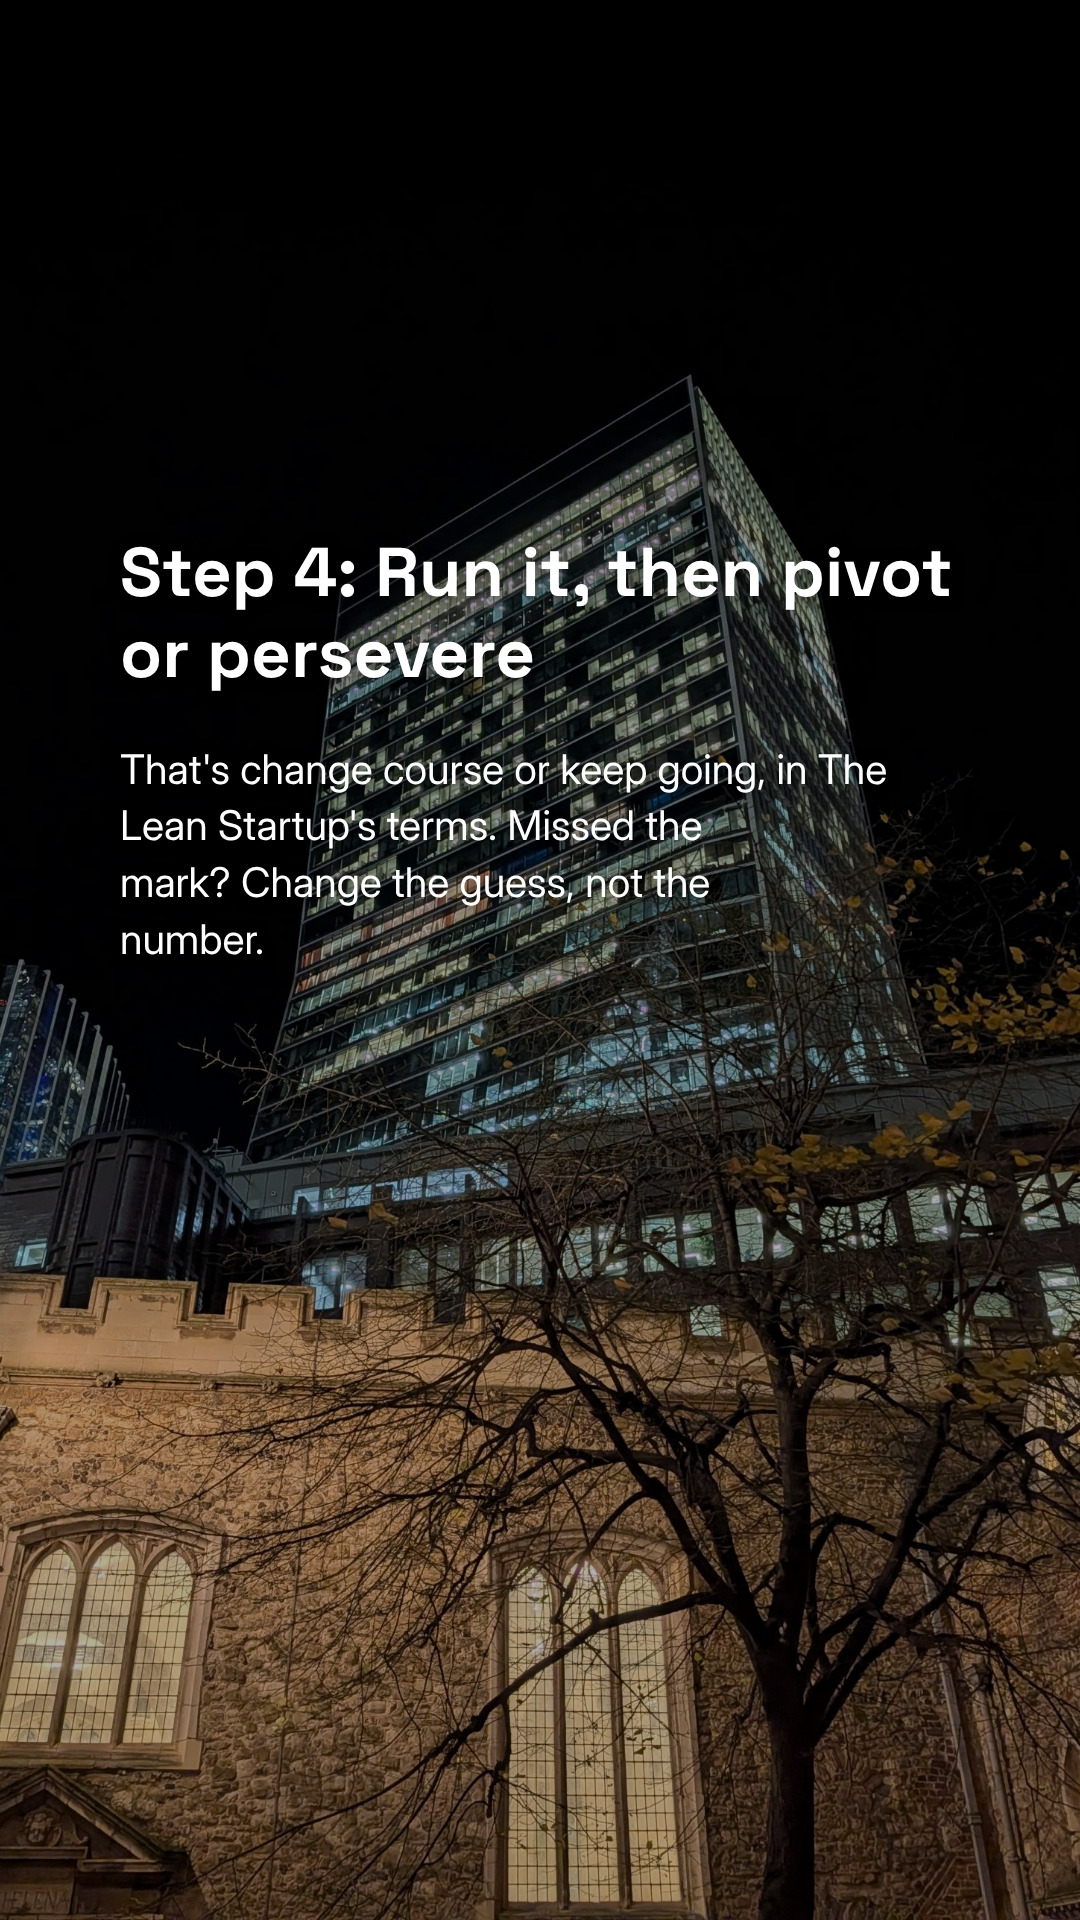 Step 4: Run it, then pivot
or persevere
That's change course or keep going, in The
Lean Startup's terms. Missed the
mark? Change the guess, not the
number.